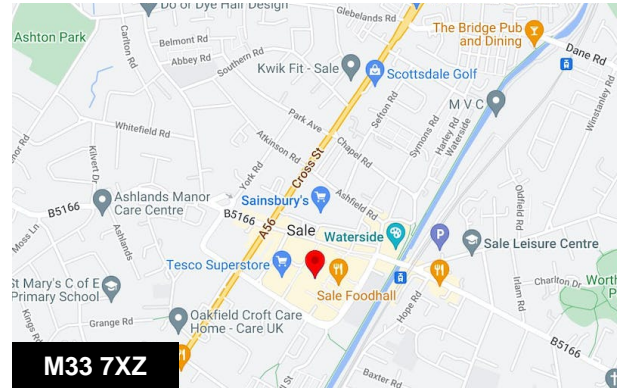 Do or Dye Hair Design
Glebelands Rd
Ashton Park
Carlton Rd
Belmont Rd
Abbey Rd
Southern Rd
The Bridge Pub
and Dining
Dane Rd
Kwik Fit - Sale
Scottsdale Golf
M V C
Winstanley Rd
Park Ave
Sefton Rd
Symons Rd
Harley Rd
Waterside
Whitefield Rd
Atkinson Rd
Chapel Rd
Cross St
Kilvert Dr
York Rd
Ashfield Rd
Oldfield Rd
Ashlands Manor
Care Centre
Sainsbury's
B5166
B5166
A56
Sale
Waterside
P
Sale Leisure Centre
Moss Ln
Ashlands
Tesco Superstore
Sale Foodhall
Irlam Rd
Charlton Dr
Wort
St Mary's C of E
Primary School
Hope Rd
Kings Rd
Grange Rd
Oakfield Croft Care
Home - Care UK
Baxter Rd
M33 7XZ